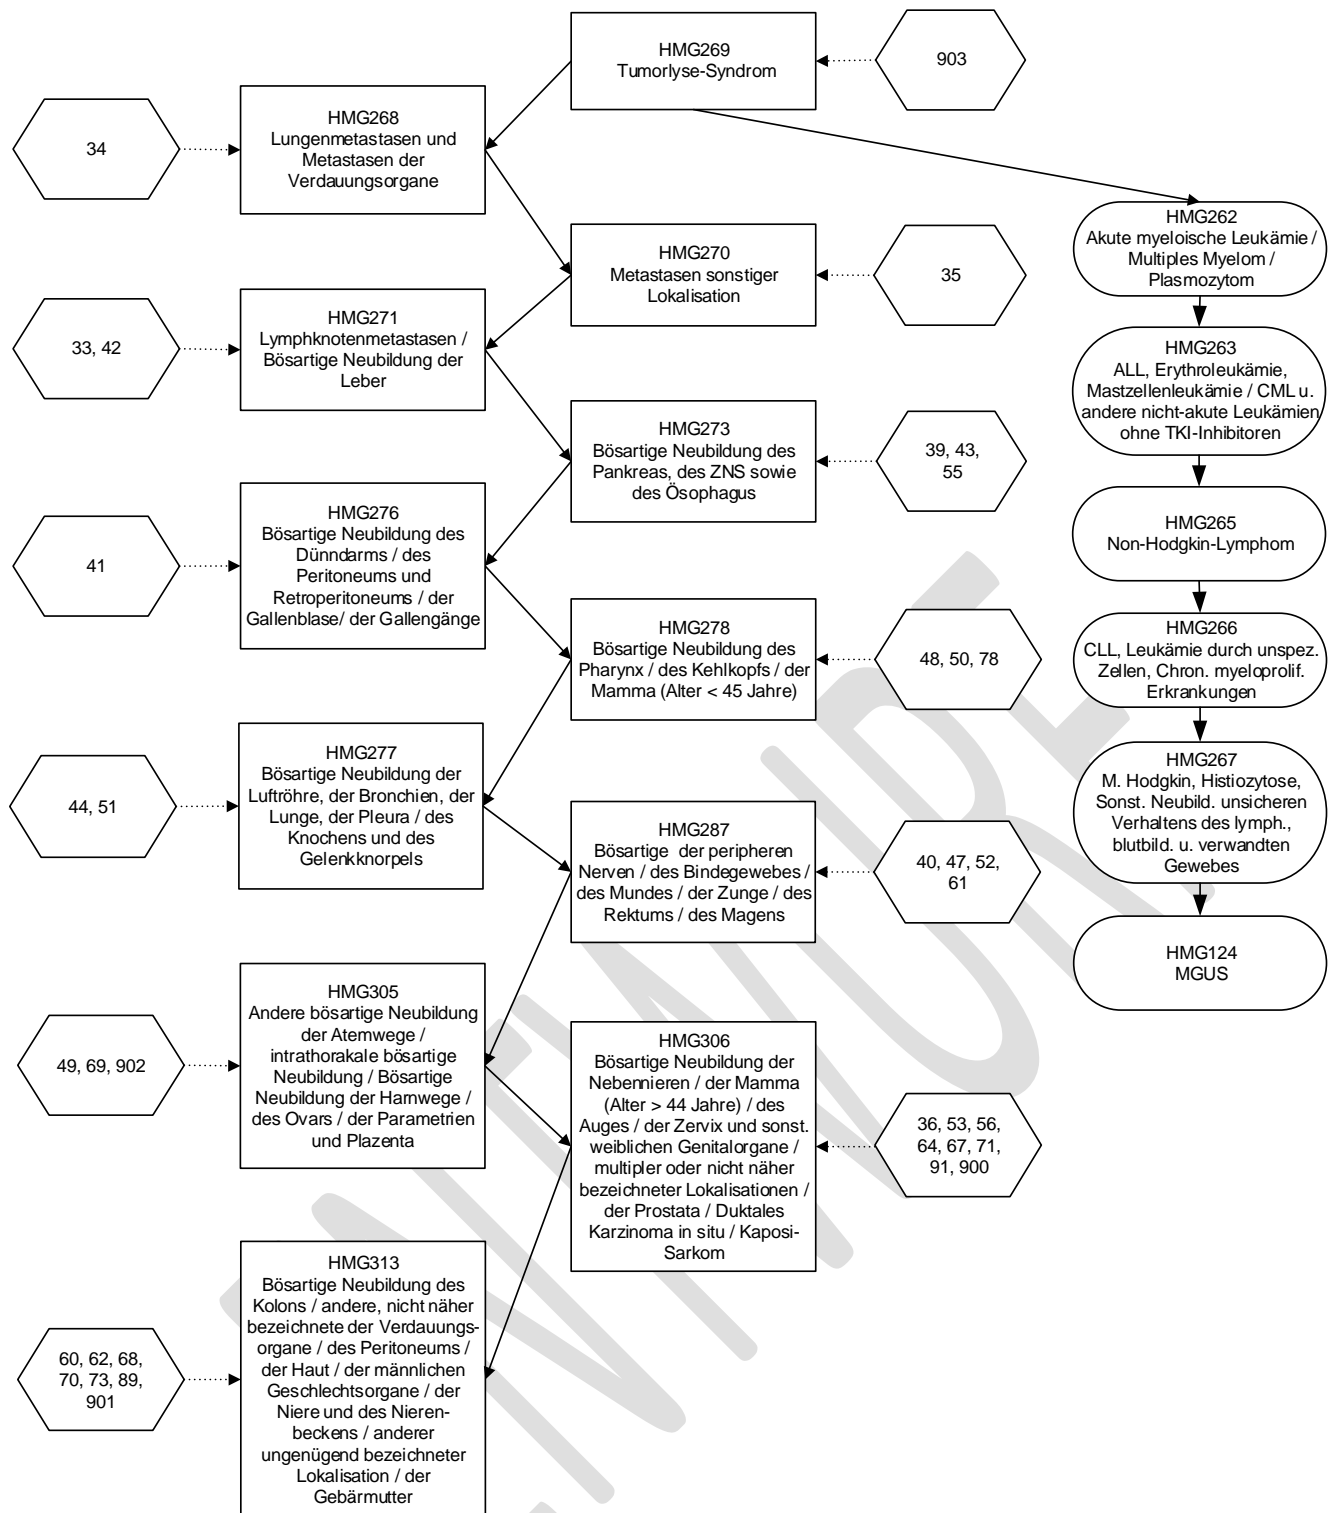 HMG269
Tumorlyse-Syndrom
903
HMG268
Lungenmetastasen und
Metastasen der
Verdauungsorgane
34
HMG262
Akute myeloische Leukämie /
Multiples Myelom /
Plasmozytom
HMG270
Metastasen sonstiger
Lokalisation
35
HMG271
Lymphknotenmetastasen /
Bösartige Neubildung der
Leber
33, 42
HMG263
ALL, Erythroleukämie,
Mastzellenleukämie / CML u.
andere nicht-akute Leukämien
ohne TKI-Inhibitoren
HMG273
Bösartige Neubildung des
Pankreas, des ZNS sowie
des Ösophagus
39, 43,
55
HMG276
Bösartige Neubildung des
Dünndarms / des
Peritoneums und
Retroperitoneums / der
Gallenblase/ der Gallengänge
41
HMG265
Non-Hodgkin-Lymphom
HMG278
Bösartige Neubildung des
Pharynx / des Kehlkopfs / der
Mamma (Alter < 45 Jahre)
48, 50, 78
HMG266
CLL, Leukämie durch unspez.
Zellen, Chron. myeloprolif.
Erkrankungen
HMG277
Bösartige Neubildung der
Luftröhre, der Bronchien, der
Lunge, der Pleura / des
Knochens und des
Gelenkknorpels
44, 51
HMG267
M. Hodgkin, Histiozytose,
Sonst. Neubild. unsicheren
Verhaltens des lymph.,
blutbild. u. verwandten
Gewebes
HMG287
Bösartige der peripheren
Nerven / des Bindegewebes /
des Mundes / der Zunge / des
Rektums / des Magens
40, 47, 52,
61
HMG124
MGUS
HMG305
Andere bösartige Neubildung
der Atemwege /
intrathorakale bösartige
Neubildung / Bösartige
Neubildung der Harnwege /
des Ovars / der Parametrien
und Plazenta
49, 69, 902
HMG306
Bösartige Neubildung der
Nebennieren / der Mamma
(Alter > 44 Jahre) / des
Auges / der Zervix und sonst.
weiblichen Genitalorgane /
multipler oder nicht näher
bezeichneter Lokalisationen /
der Prostata / Duktales
Karzinoma in situ / Kaposi-
Sarkom
36, 53, 56,
64, 67, 71,
91, 900
HMG313
Bösartige Neubildung des
Kolons / andere, nicht näher
bezeichnete der Verdauungs-
organe / des Peritoneums /
der Haut / der männlichen
Geschlechtsorgane / der
Niere und des Nieren-
beckens / anderer
ungenügend bezeichneter
Lokalisation / der
Gebärmutter
60, 62, 68,
70, 73, 89,
901
ENTWURF